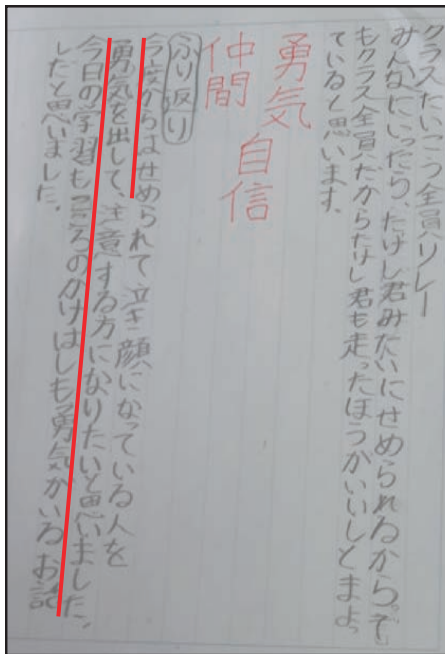 クラスたいこう全員リレー
みんなにいったら、たけし君みたいにせめられるから。で
もクラス全員だからたけし君も走ったほうがいいしとまよっ
ていると思います。
勇気
自信
仲間
ふり返り
今度からはせめられて泣き顔になっている人を
勇気を出して、注意する方になりたいと思いました。
今日の学習もこころのかけはしも勇気がいるお話
したと思いました。